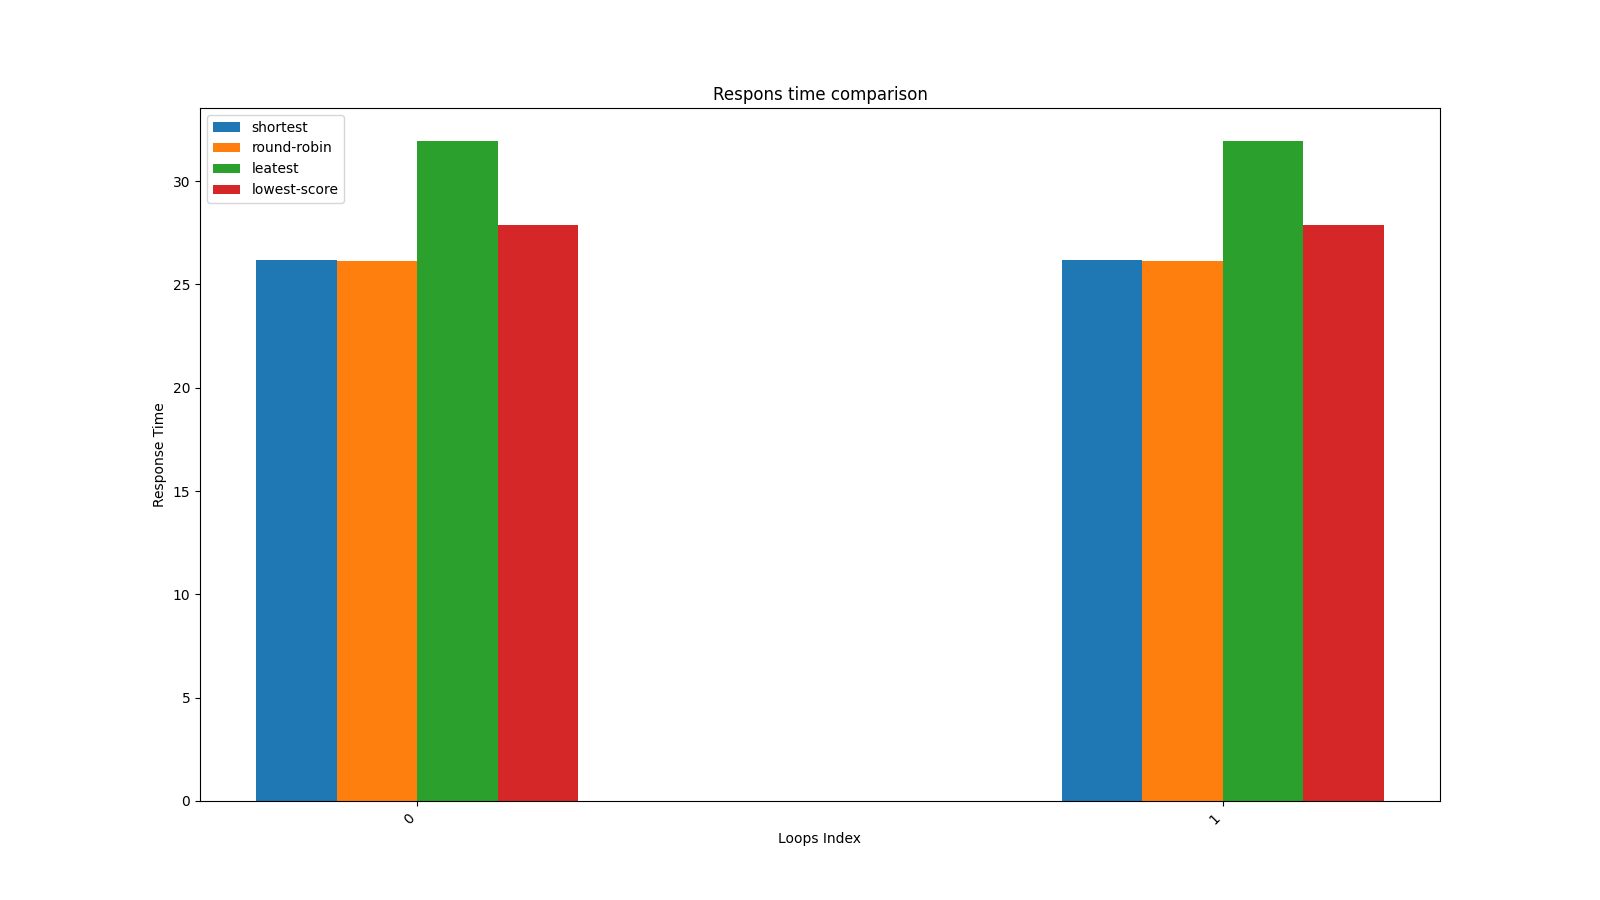 Respons time comparison
shortest
round-robin
leatest
lowest-score
Response Time
30
25
20
15
10
5
0
0
1
Loops Index